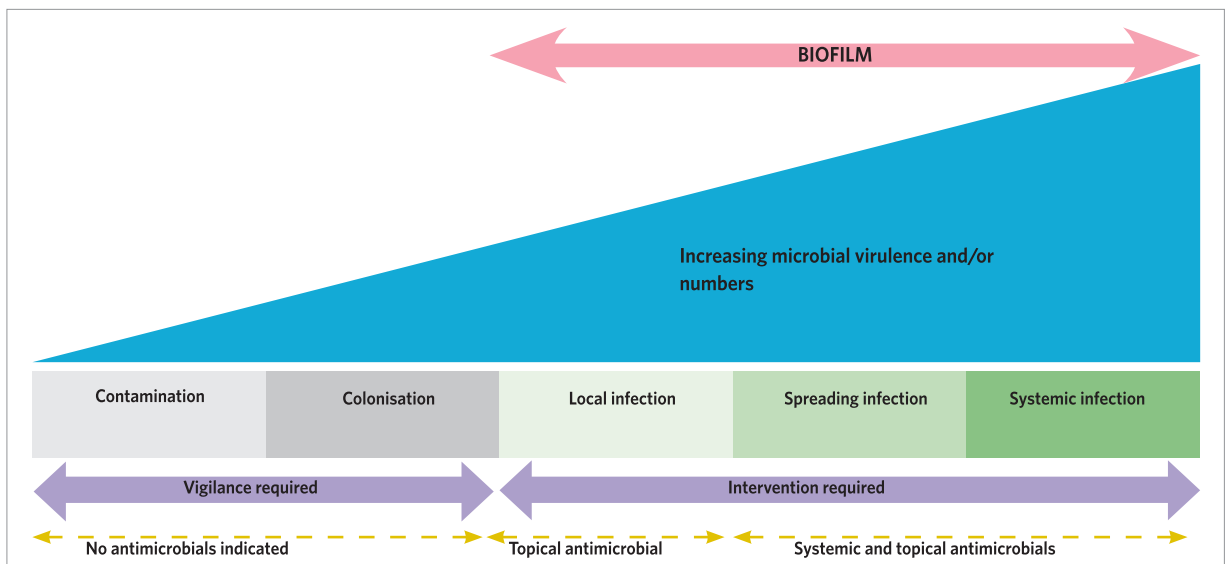 BIOFILM
Increasing microbial virulence and/or
numbers
Contamination
Colonisation
Local infection
Spreading infection
Systemic infection
Vigilance required
Intervention required
No antimicrobials indicated
Topical antimicrobial
Systemic and topical antimicrobials